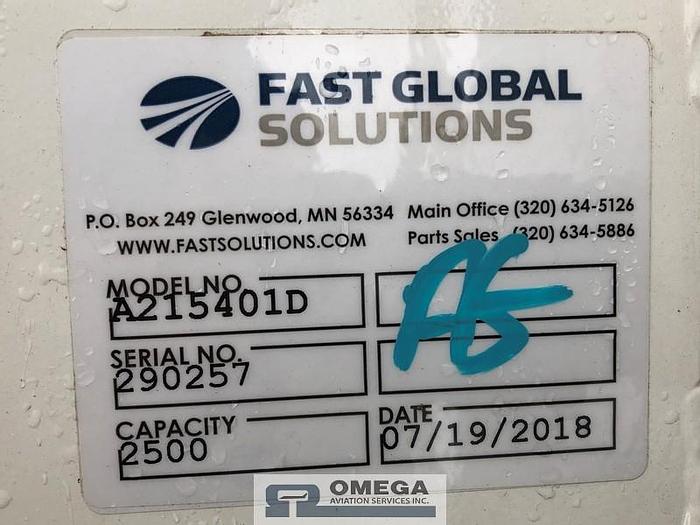 FAST GLOBAL
SOLUTIONS
P.O. Box 249 Glenwood, MN 56334 Main Office (320) 634-5126
WWW.FASTSOLUTIONS.COM Parts Sales (320) 634-5886
MODEL NO.
A215401D
SERIAL NO.
290257
CAPACITY
2500
DATE
07/19/2018
OMEGA
AVIATION SERVICES INC.